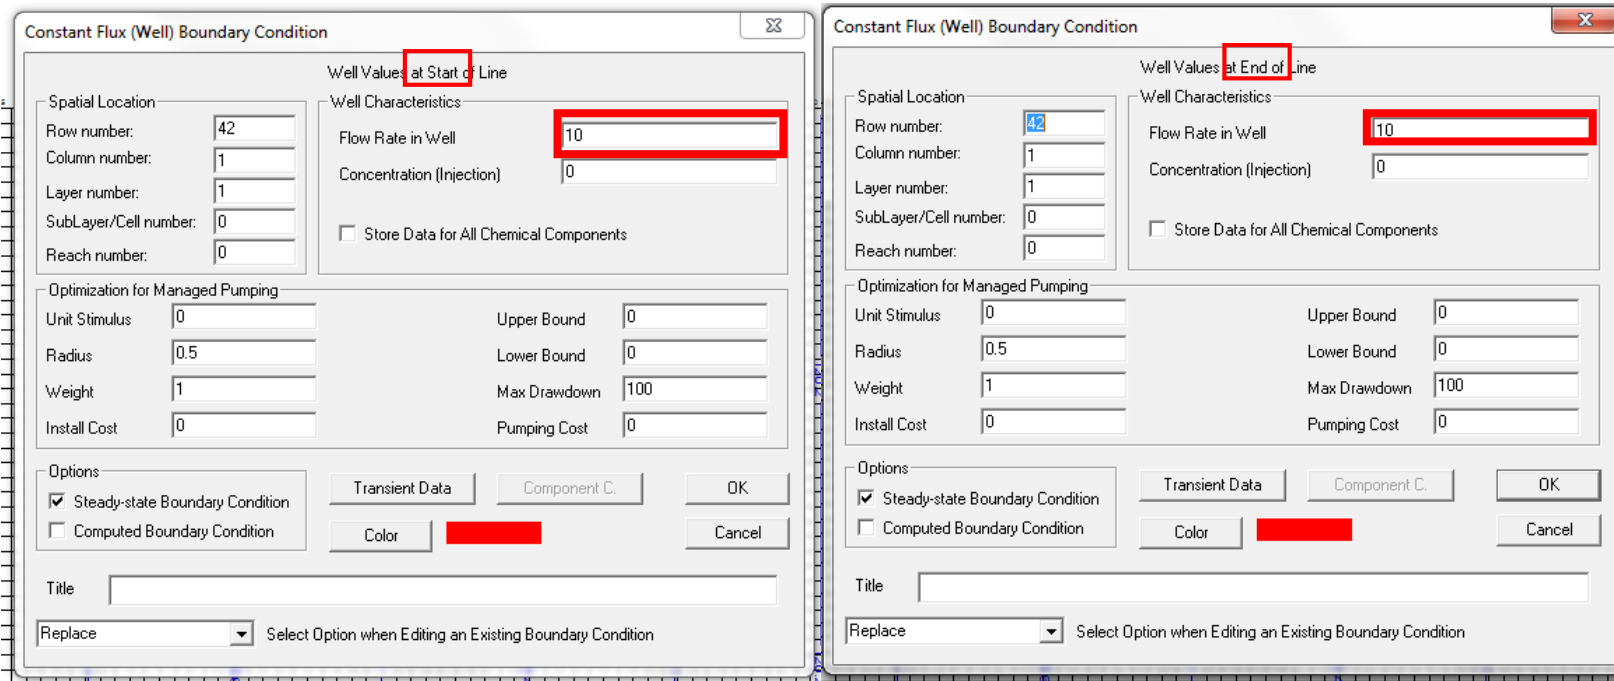 Constant Flux (Well) Boundary Condition
Well Values at Start of Line
Spatial Location
Row number: 42
Column number: 1
Layer number: 1
SubLayer/Cell number: 0
Reach number: 0
Well Characteristics
Flow Rate in Well 10
Concentration (Injection) 0
Store Data for All Chemical Components
Optimization for Managed Pumping
Unit Stimulus 0
Radius 0.5
Weight 1
Install Cost 0
Upper Bound 0
Lower Bound 0
Max Drawdown 100
Pumping Cost 0
Options
Steady-state Boundary Condition
Computed Boundary Condition
Transient Data
Component C.
OK
Color
Cancel
Title
Replace
Select Option when Editing an Existing Boundary Condition
Constant Flux (Well) Boundary Condition
Well Values at End of Line
Spatial Location
Row number: 42
Column number: 1
Layer number: 1
SubLayer/Cell number: 0
Reach number: 0
Well Characteristics
Flow Rate in Well 10
Concentration (Injection) 0
Store Data for All Chemical Components
Optimization for Managed Pumping
Unit Stimulus 0
Radius 0.5
Weight 1
Install Cost 0
Upper Bound 0
Lower Bound 0
Max Drawdown 100
Pumping Cost 0
Options
Steady-state Boundary Condition
Computed Boundary Condition
Transient Data
Component C.
OK
Color
Cancel
Title
Replace
Select Option when Editing an Existing Boundary Condition